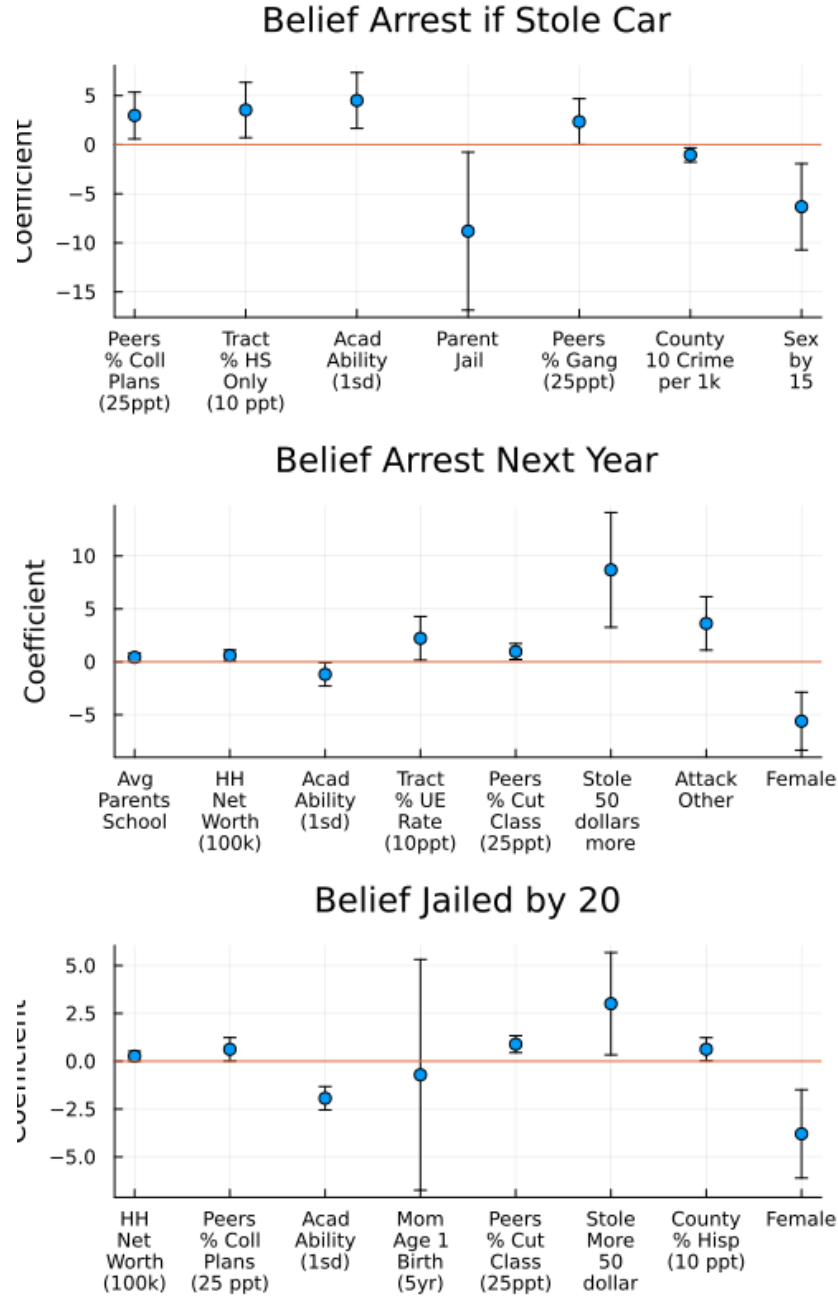 Belief Arrest if Stole Car
Coefficient
5
0
−5
−10
−15
Peers
% Coll
Plans
(25ppt)
Tract
% HS
Only
(10 ppt)
Acad
Ability
(1sd)
Parent
Jail
Peers
% Gang
(25ppt)
County
10 Crime
per 1k
Sex
by
15
Belief Arrest Next Year
Coefficient
10
5
0
−5
Avg
Parents
School
HH
Net
Worth
(100k)
Acad
Ability
(1sd)
Tract
% UE
Rate
(10ppt)
Peers
% Cut
Class
(25ppt)
Stole
50
dollars
more
Attack
Other
Female
Belief Jailed by 20
Coefficient
5.0
2.5
0.0
−2.5
−5.0
HH
Net
Worth
(100k)
Peers
% Coll
Plans
(25 ppt)
Acad
Ability
(1sd)
Mom
Age 1
Birth
(5yr)
Peers
% Cut
Class
(25ppt)
Stole
More
50
dollar
County
% Hisp
(10 ppt)
Female